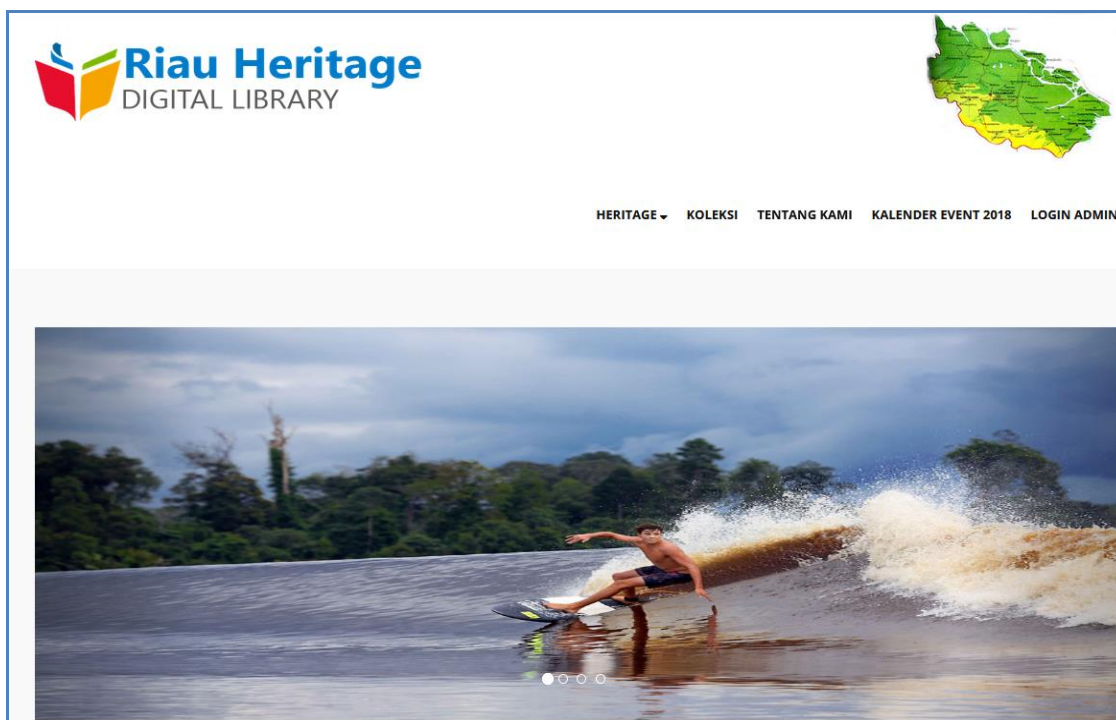 Riau Heritage
DIGITAL LIBRARY
HERITAGE KOLEKSI TENTANG KAMI KALENDER EVENT 2018 LOGIN ADMIN